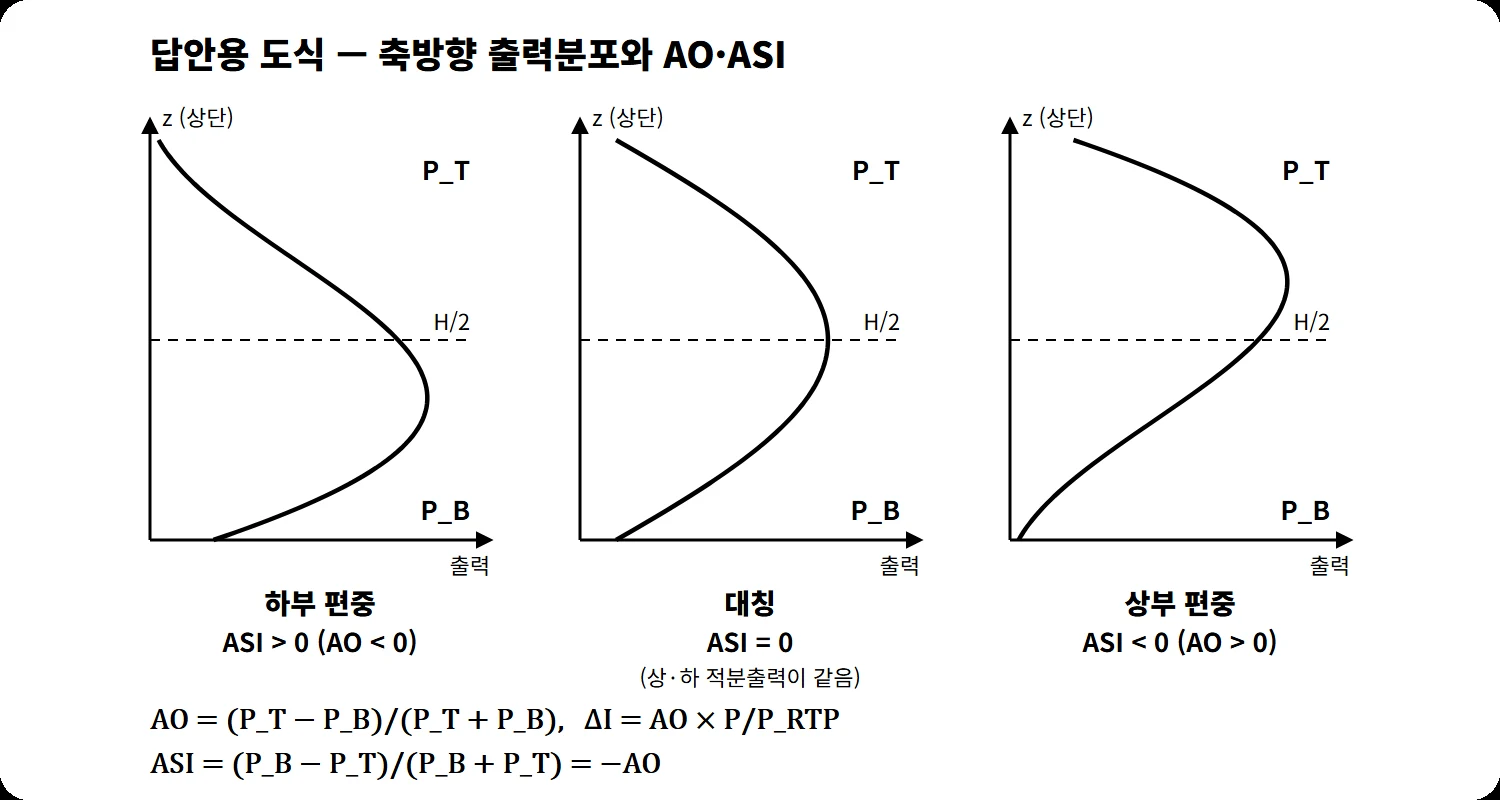 답안용 도식 — 축방향 출력분포와 AO·ASI
z (상단)
P_T
H/2
P_B
출력
하부 편중
ASI > 0 (AO < 0)
z (상단)
P_T
H/2
P_B
출력
대칭
ASI = 0
(상·하 적분출력이 같음)
z (상단)
P_T
H/2
P_B
출력
상부 편중
ASI < 0 (AO > 0)
AO = (P_T − P_B)/(P_T + P_B), ΔI = AO × P/P_RTP
ASI = (P_B − P_T)/(P_B + P_T) = −AO